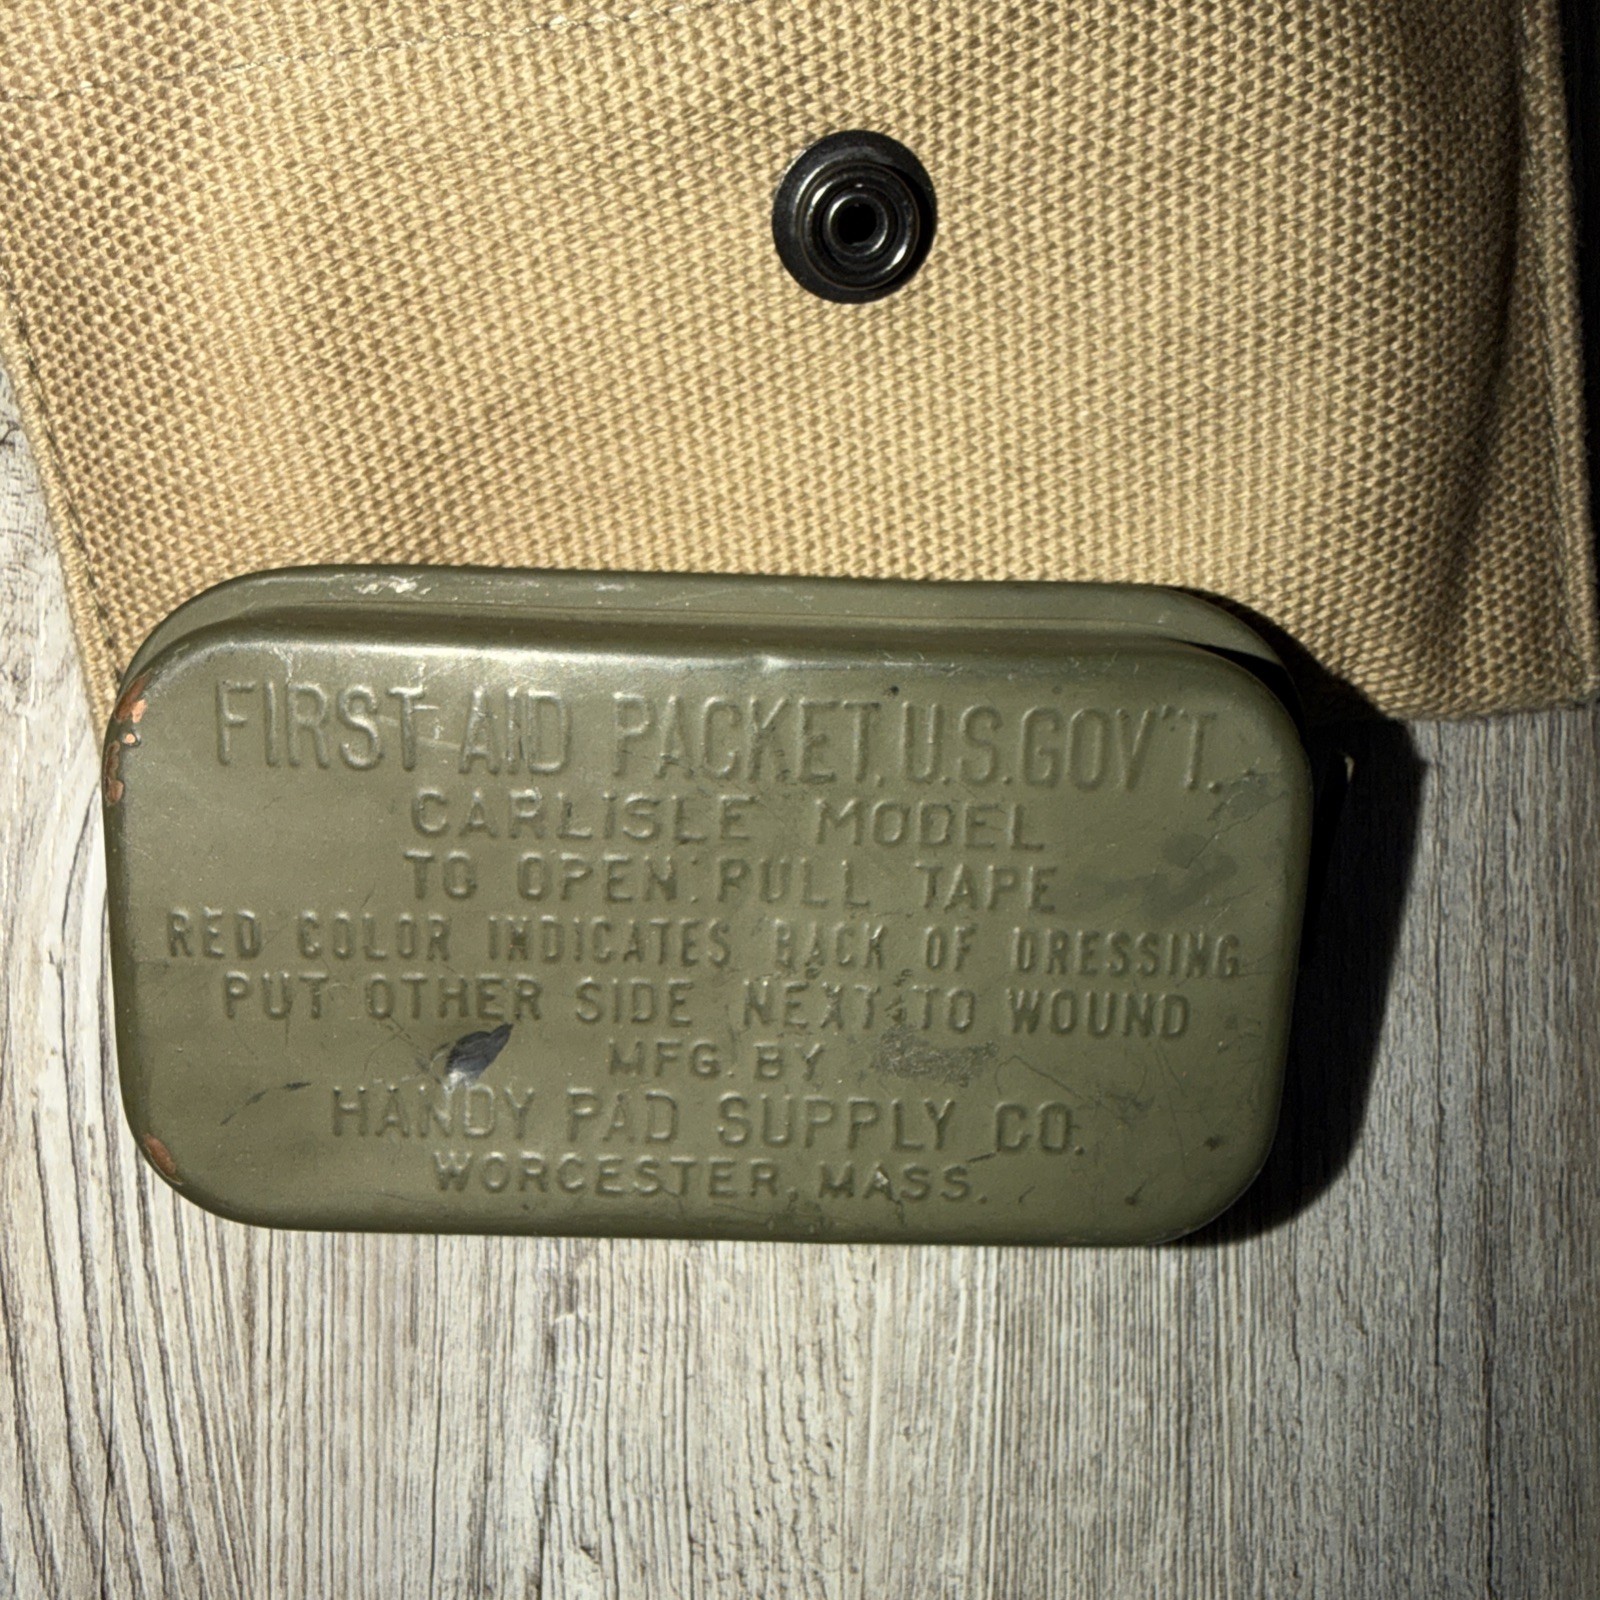 FIRST AID PACKET, U.S. GOV'T.
CARLISLE MODEL
TO OPEN: PULL TAPE
RED COLOR INDICATES BACK OF DRESSING
PUT OTHER SIDE NEXT TO WOUND
MFG. BY
HANDY PAD SUPPLY CO.
WORCESTER, MASS.